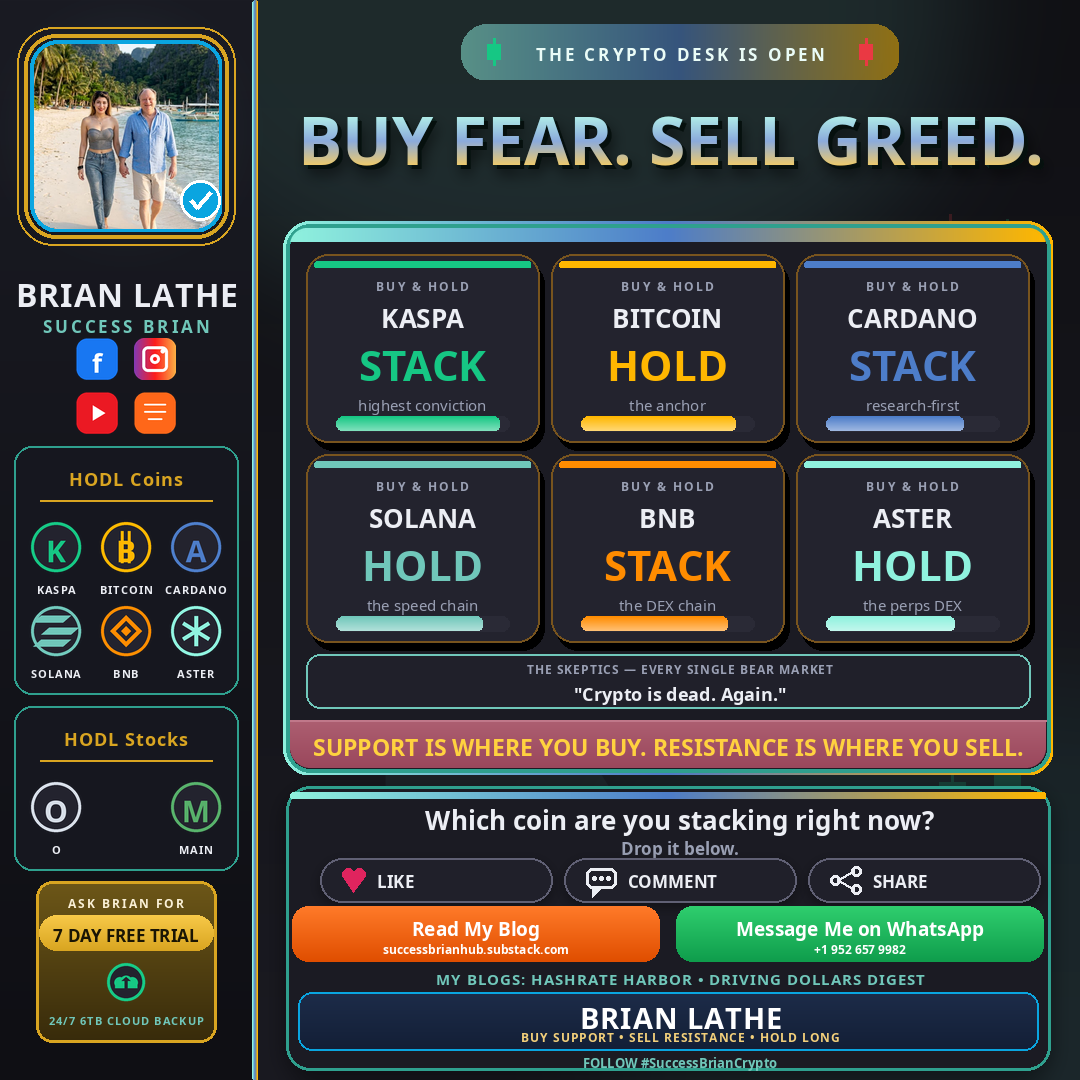 BRIAN LATHE
SUCCESS BRIAN
f
HODL Coins
K
B
A
KASPA
BITCOIN
CARDANO
SOLANA
BNB
ASTER
HODL Stocks
O
M
O
MAIN
ASK BRIAN FOR
7 DAY FREE TRIAL
24/7 6TB CLOUD BACKUP
THE CRYPTO DESK IS OPEN
BUY FEAR. SELL GREED.
BUY & HOLD
KASPA
STACK
highest conviction
BUY & HOLD
BITCOIN
HOLD
the anchor
BUY & HOLD
CARDANO
STACK
research-first
BUY & HOLD
SOLANA
HOLD
the speed chain
BUY & HOLD
BNB
STACK
the DEX chain
BUY & HOLD
ASTER
HOLD
the perps DEX
THE SKEPTICS — EVERY SINGLE BEAR MARKET
"Crypto is dead. Again."
SUPPORT IS WHERE YOU BUY. RESISTANCE IS WHERE YOU SELL.
Which coin are you stacking right now?
Drop it below.
LIKE
COMMENT
SHARE
Read My Blog
successbrianhub.substack.com
Message Me on WhatsApp
+1 952 657 9982
MY BLOGS: HASHRATE HARBOR • DRIVING DOLLARS DIGEST
BRIAN LATHE
BUY SUPPORT • SELL RESISTANCE • HOLD LONG
FOLLOW #SuccessBrianCrypto